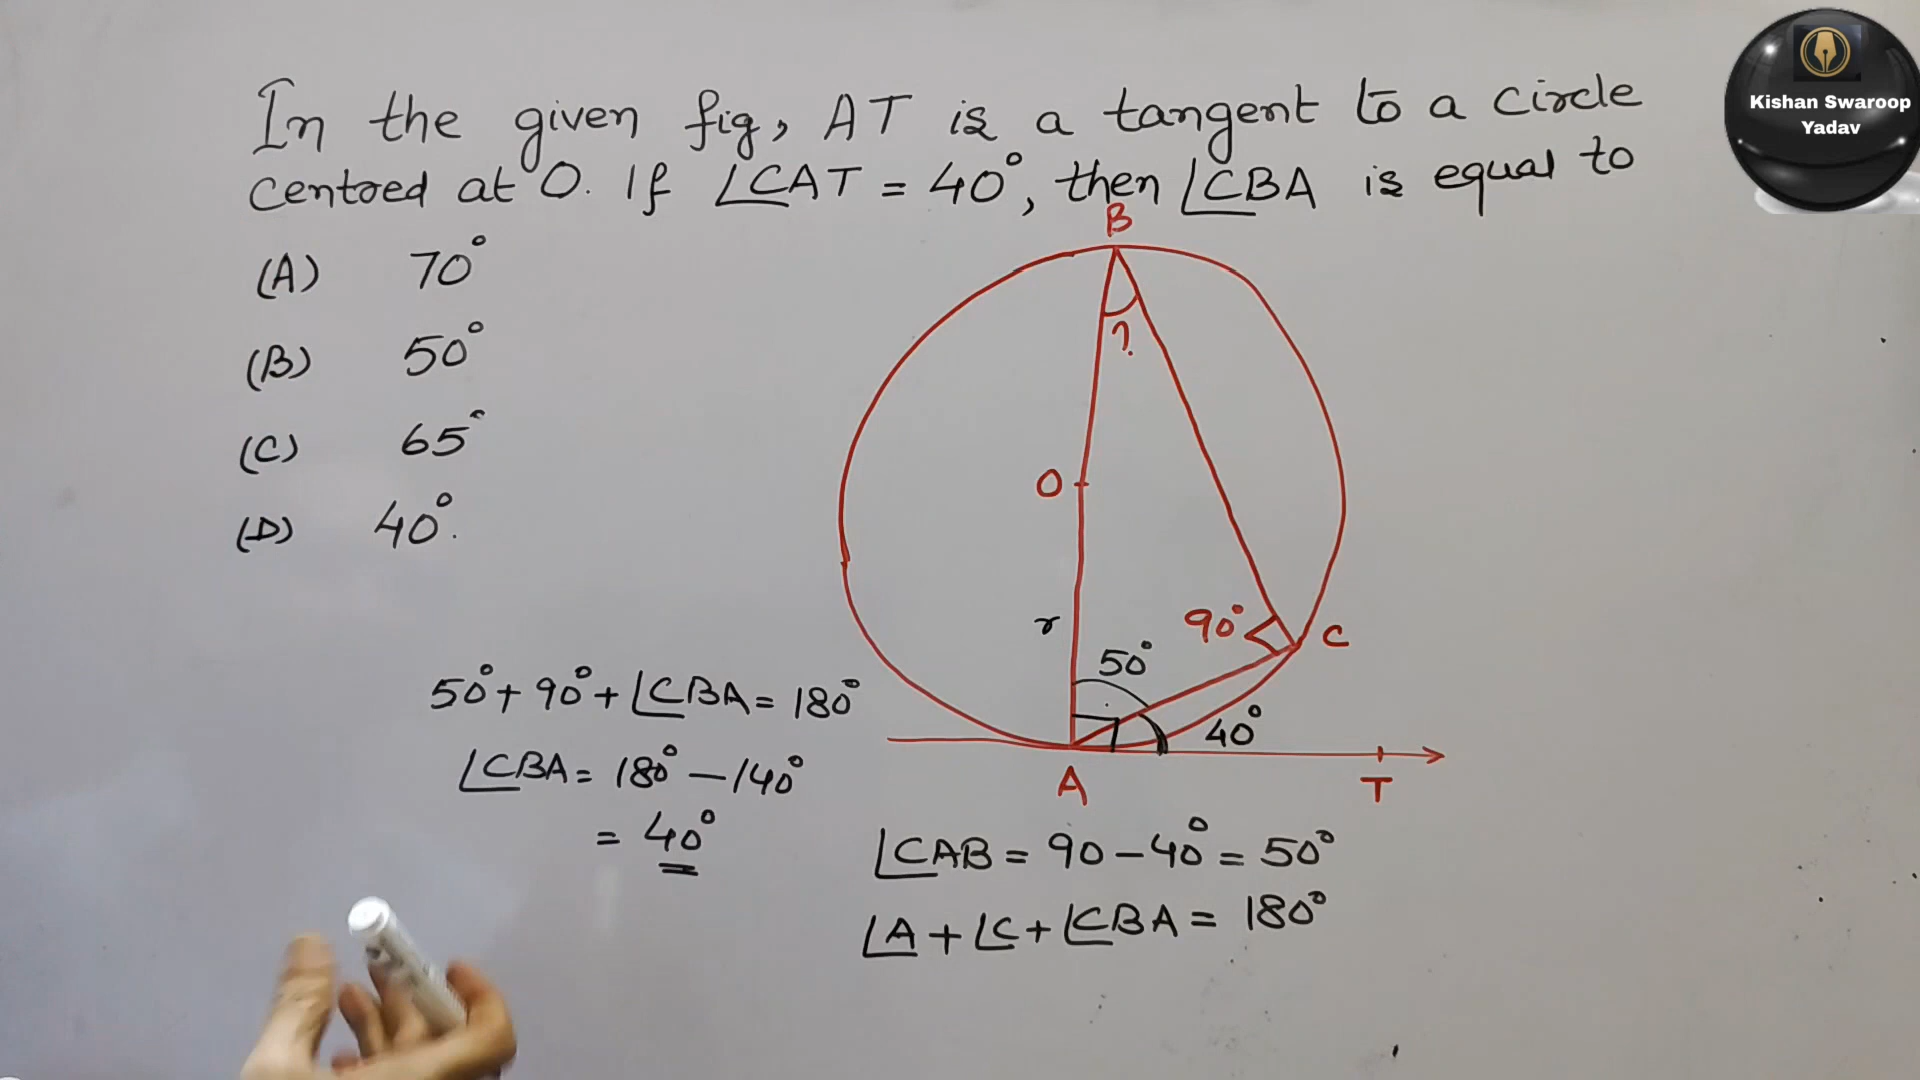 In the given fig, AT is a tangent to a circle
Centred at O. If ∠CAT = 40°, then ∠CBA is equal to
(A) 70°
(B) 50°
(C) 65°
(D) 40°.
B
?
O
r
90°
C
50°
40°
A
T
50° + 90° + ∠CBA = 180°
∠CBA = 180° - 140°
= 40°
∠CAB = 90 - 40° = 50°
∠A + ∠C + ∠CBA = 180°
Kishan Swaroop
Yadav